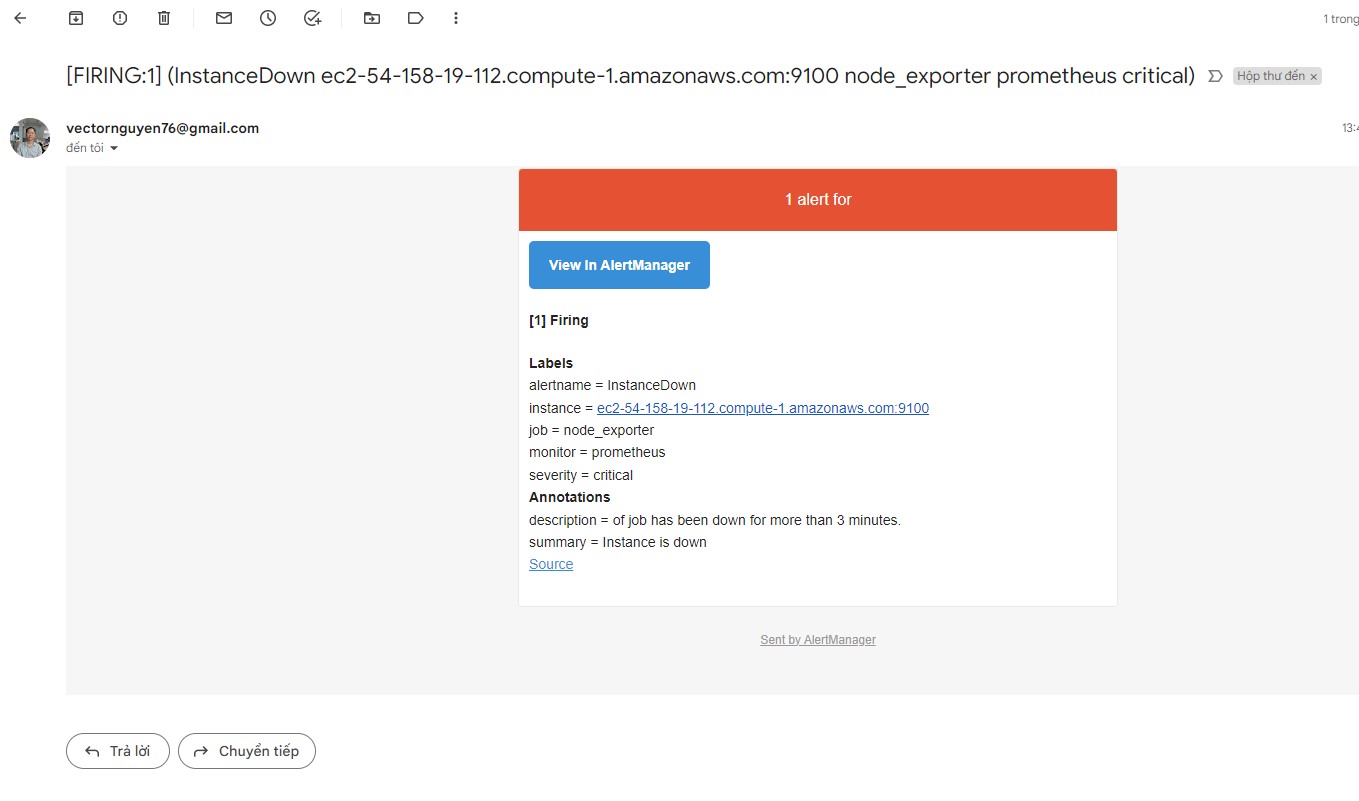 1 trong
[FIRING:1] (InstanceDown ec2-54-158-19-112.compute-1.amazonaws.com:9100 node_exporter prometheus critical) Hộp thư đến ×
vectornguyen76@gmail.com
13:4
đến tôi
1 alert for
View In AlertManager
[1] Firing
Labels
alertname = InstanceDown
instance = ec2-54-158-19-112.compute-1.amazonaws.com:9100
job = node_exporter
monitor = prometheus
severity = critical
Annotations
description = of job has been down for more than 3 minutes.
summary = Instance is down
Source
Sent by AlertManager
Trả lời
Chuyển tiếp